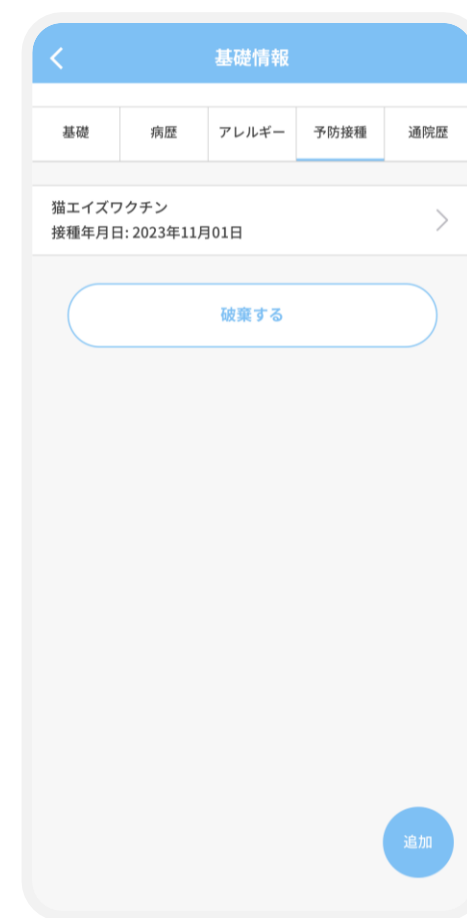 基礎情報
基礎
病歴
アレルギー
予防接種
通院歴
猫エイズワクチン
接種年月日: 2023年11月01日
破棄する
追加